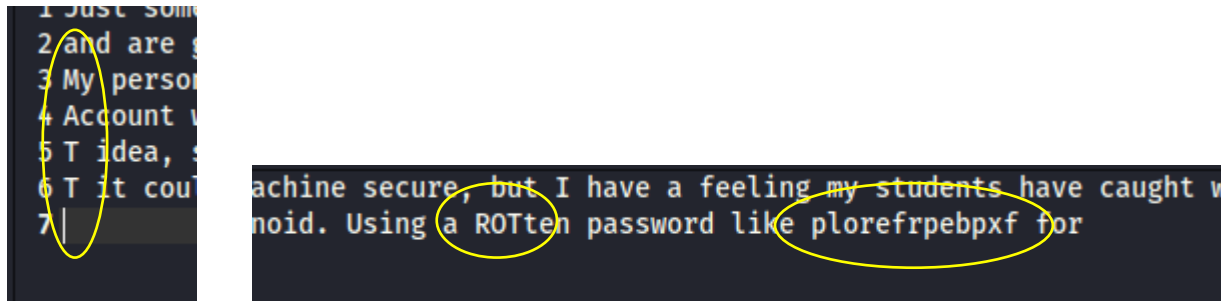 1 Just some
2 and are g
3 My person
4 Account w
5 T idea, s
6 T it coul
7
achine secure, but I have a feeling my students have caught w
noid. Using a ROTten password like plorefrpebpxf for